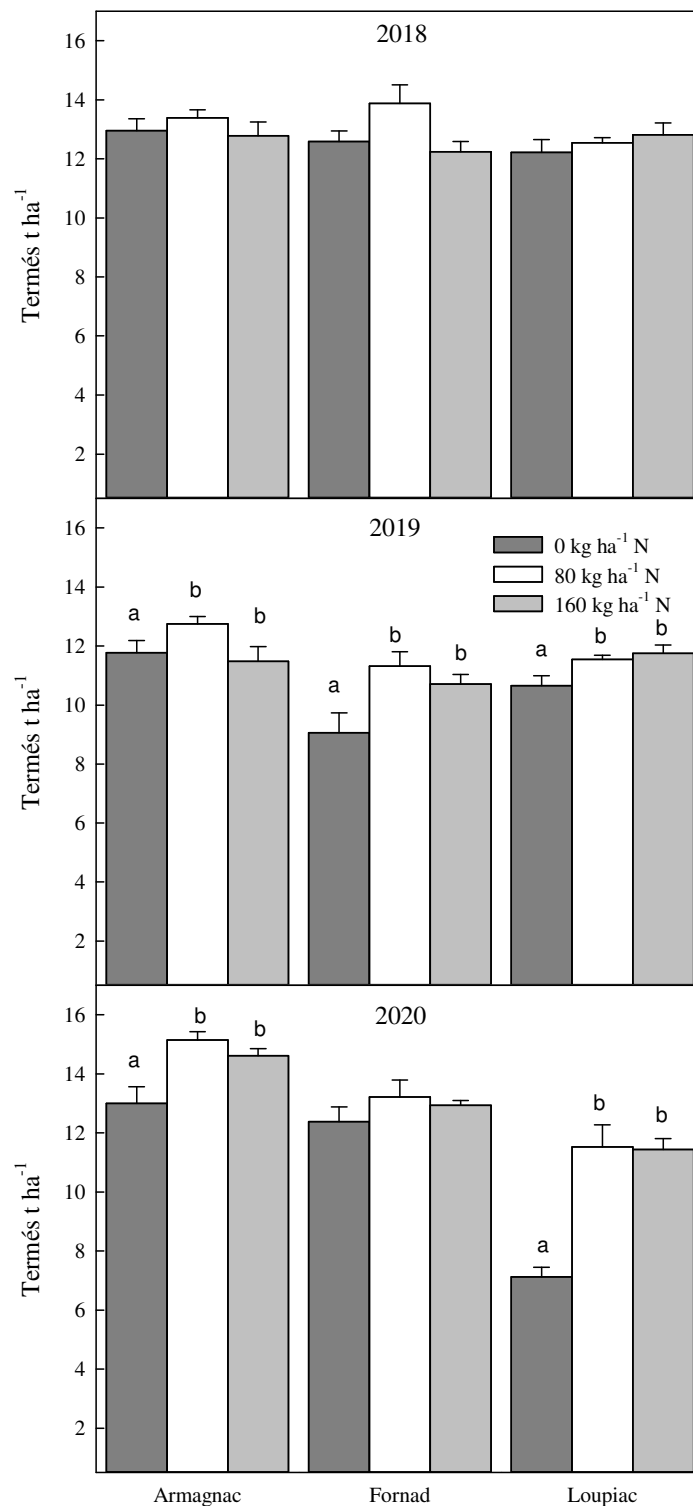 2018
16
14
12
10
8
6
4
2
Termés t ha⁻¹
2019
0 kg ha⁻¹ N
80 kg ha⁻¹ N
160 kg ha⁻¹ N
16
14
12
10
8
6
4
2
Termés t ha⁻¹
a b b
a b b
a b b
2020
16
14
12
10
8
6
4
2
Termés t ha⁻¹
a b b
a b b
Armagnac Fornad Loupiac